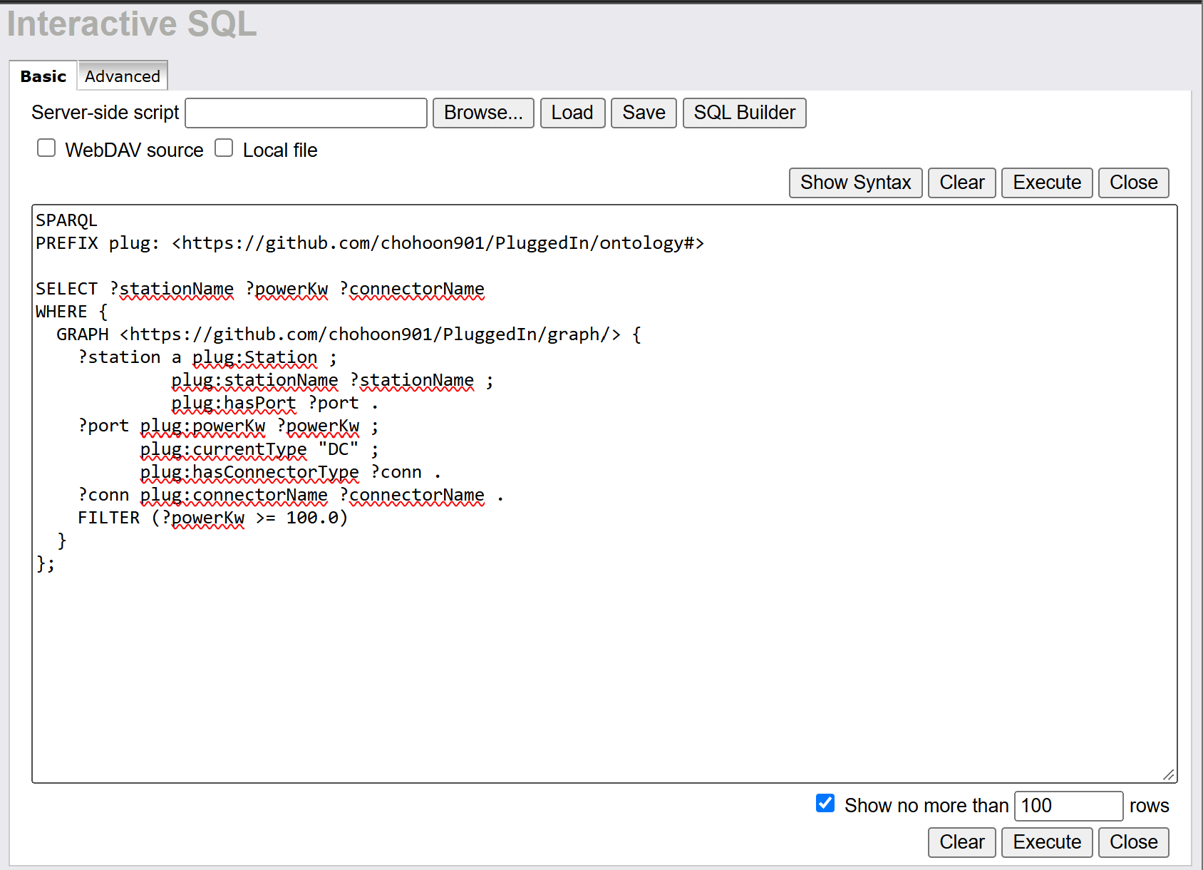 Interactive SQL
Basic Advanced
Server-side script Browse... Load Save SQL Builder
WebDAV source Local file
Show Syntax Clear Execute Close
SPARQL
PREFIX plug: <https://github.com/chohoon901/PluggedIn/ontology#>
SELECT ?stationName ?powerKw ?connectorName
WHERE {
GRAPH <https://github.com/chohoon901/PluggedIn/graph/> {
?station a plug:Station ;
plug:stationName ?stationName ;
plug:hasPort ?port .
?port plug:powerKw ?powerKw ;
plug:currentType "DC" ;
plug:hasConnectorType ?conn .
?conn plug:connectorName ?connectorName .
FILTER (?powerKw >= 100.0)
}
};
Show no more than 100 rows
Clear Execute Close